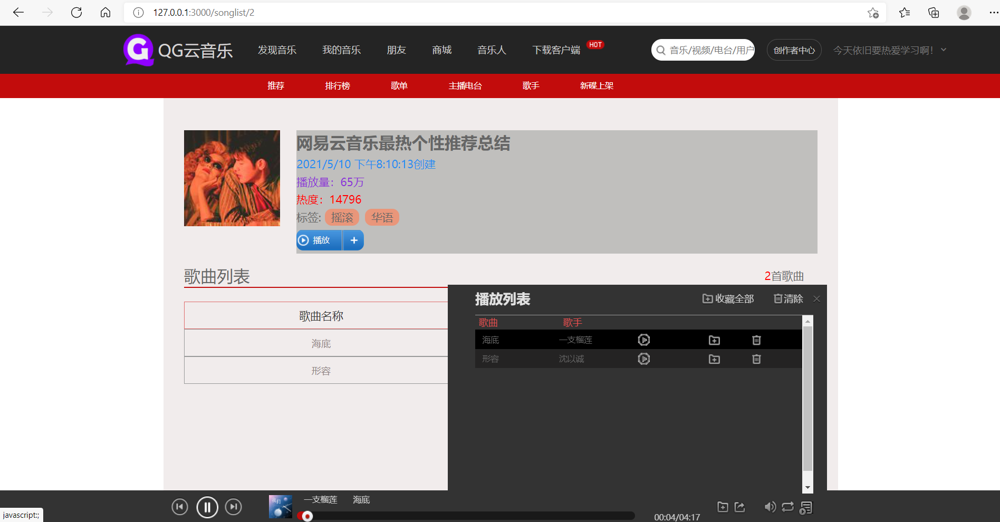 127.0.0.1:3000/songlist/2
QG云音乐 发现音乐 我的音乐 朋友 商城 音乐人 下载客户端 HOT 音乐/视频/电台/用户 创作者中心 今天依旧要热爱学习啊！
推荐 排行榜 歌单 主播电台 歌手 新碟上架
网易云音乐最热个性推荐总结
2021/5/10 下午8:10:13创建
播放量：65万
热度：14796
标签: 摇滚 华语
播放 +
歌曲列表 2首歌曲
歌曲名称
海底
形容
播放列表 收藏全部 清除 ×
歌曲 歌手
海底 一支榴莲
形容 沈以诚
一支榴莲 海底
00:04/04:17
javascript:;